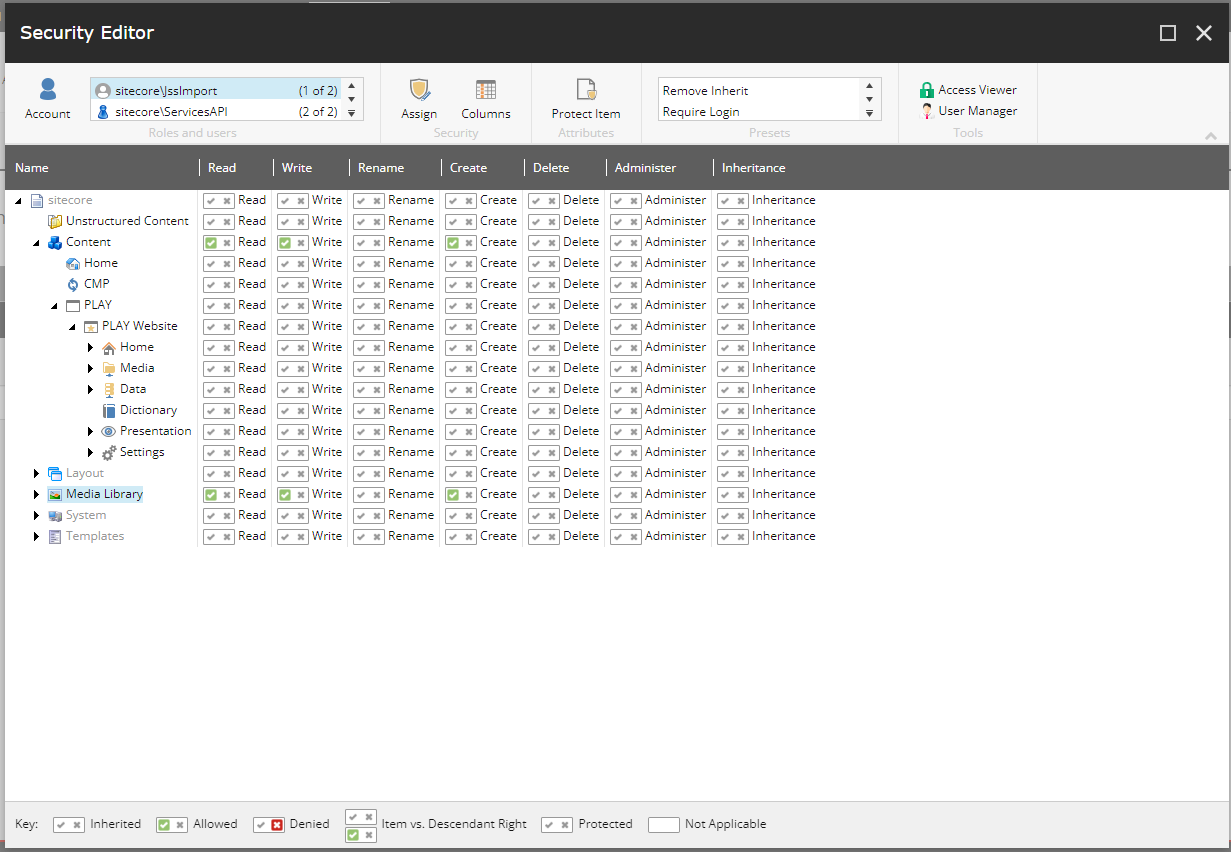 Security Editor
Account
sitecore\JssImport (1 of 2)
sitecore\ServicesAPI (2 of 2)
Roles and users
Assign
Columns
Security
Protect Item
Attributes
Remove Inherit
Require Login
Presets
Access Viewer
User Manager
Tools
Name Read Write Rename Create Delete Administer Inheritance
sitecore Read Write Rename Create Delete Administer Inheritance
Unstructured Content Read Write Rename Create Delete Administer Inheritance
Content Read Write Rename Create Delete Administer Inheritance
Home Read Write Rename Create Delete Administer Inheritance
CMP Read Write Rename Create Delete Administer Inheritance
PLAY Read Write Rename Create Delete Administer Inheritance
PLAY Website Read Write Rename Create Delete Administer Inheritance
Home Read Write Rename Create Delete Administer Inheritance
Media Read Write Rename Create Delete Administer Inheritance
Data Read Write Rename Create Delete Administer Inheritance
Dictionary Read Write Rename Create Delete Administer Inheritance
Presentation Read Write Rename Create Delete Administer Inheritance
Settings Read Write Rename Create Delete Administer Inheritance
Layout Read Write Rename Create Delete Administer Inheritance
Media Library Read Write Rename Create Delete Administer Inheritance
System Read Write Rename Create Delete Administer Inheritance
Templates Read Write Rename Create Delete Administer Inheritance
Key: Inherited Allowed Denied Item vs. Descendant Right Protected Not Applicable